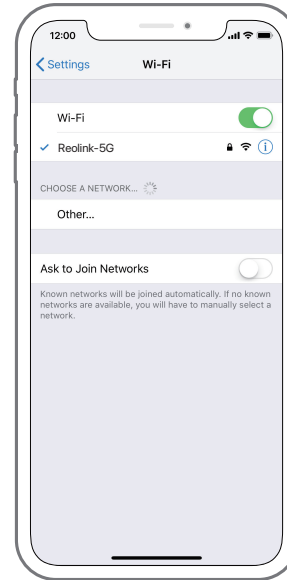 12:00
Settings
Wi-Fi
Wi-Fi
Reolink-5G
CHOOSE A NETWORK...
Other...
Ask to Join Networks
Known networks will be joined automatically. If no known
networks are available, you will have to manually select a
network.